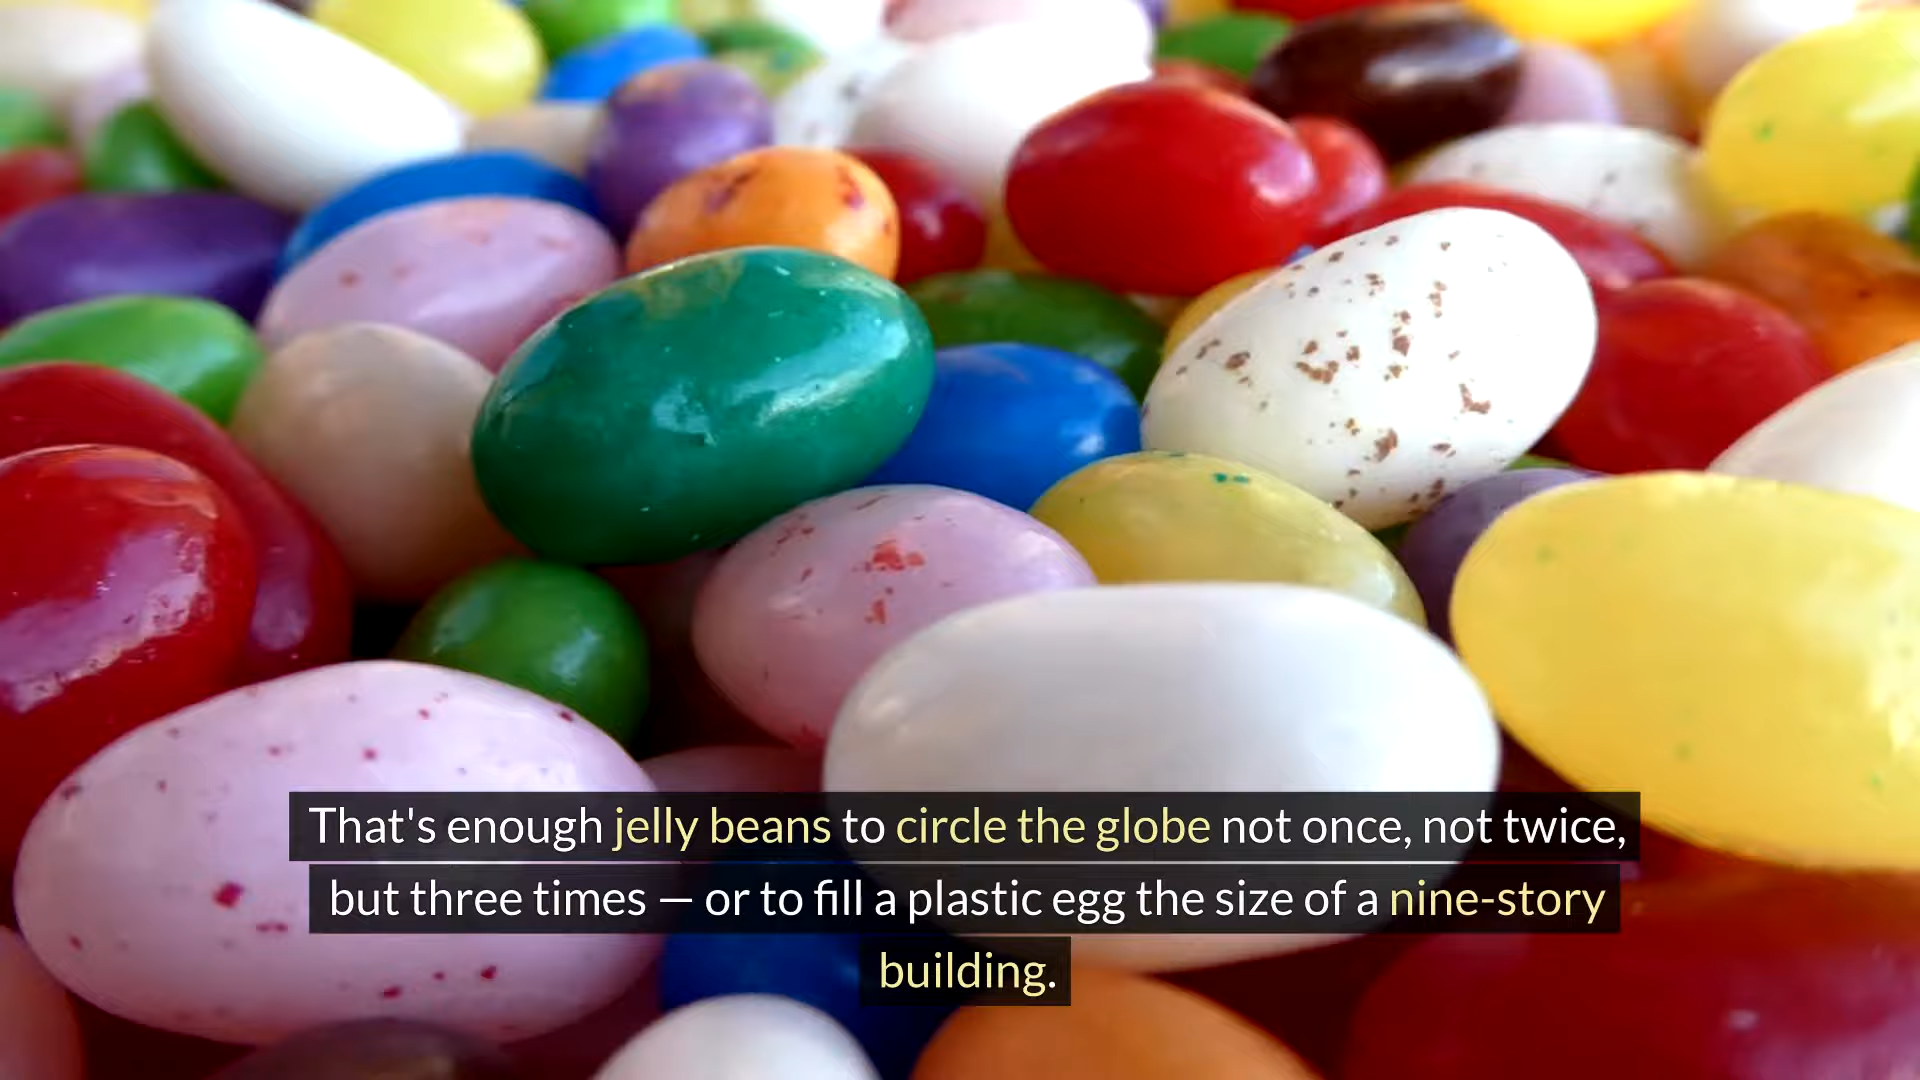 That's enough jelly beans to circle the globe not once, not twice,
but three times — or to fill a plastic egg the size of a nine-story
building.